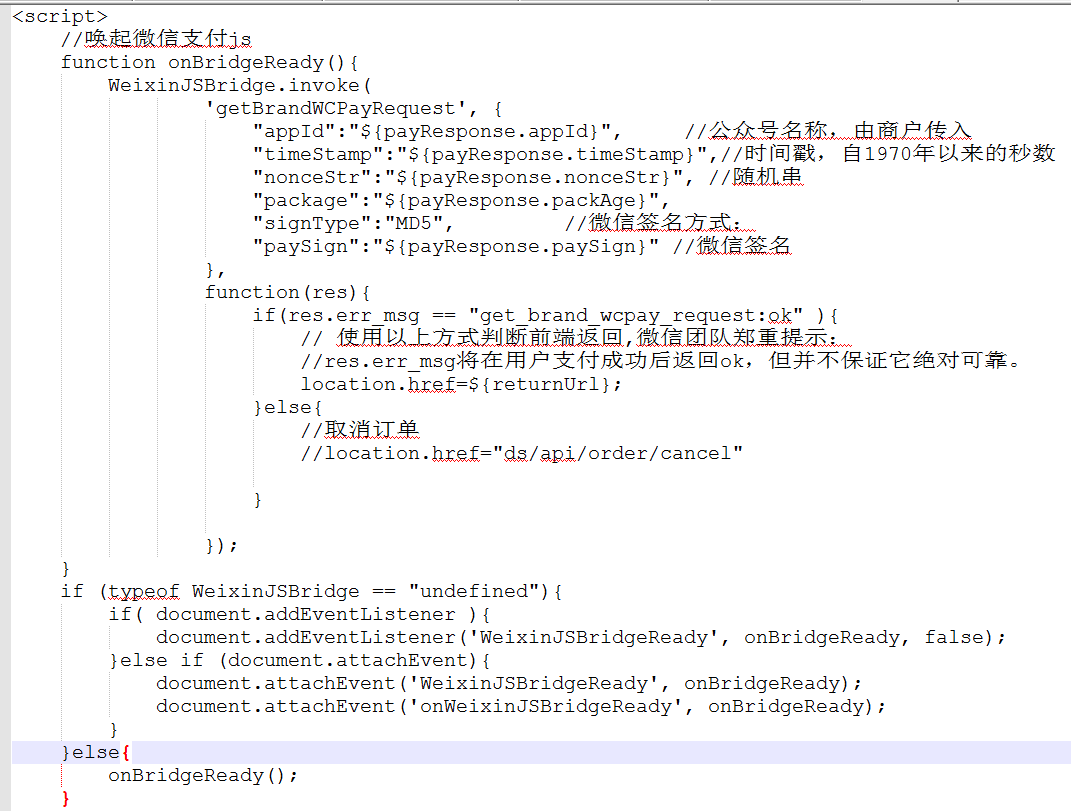 <script>
//唤起微信支付js
function onBridgeReady(){
WeixinJSBridge.invoke(
'getBrandWCPayRequest', {
"appId":"${payResponse.appId}", //公众号名称，由商户传入
"timeStamp":"${payResponse.timeStamp}",//时间戳，自1970年以来的秒数
"nonceStr":"${payResponse.nonceStr}", //随机串
"package":"${payResponse.packAge}",
"signType":"MD5", //微信签名方式：
"paySign":"${payResponse.paySign}" //微信签名
},
function(res){
if(res.err_msg == "get_brand_wcpay_request:ok" ){
// 使用以上方式判断前端返回,微信团队郑重提示：
//res.err_msg将在用户支付成功后返回ok，但并不保证它绝对可靠。
location.href=${returnUrl};
}else{
//取消订单
//location.href="ds/api/order/cancel"
}
});
}
if (typeof WeixinJSBridge == "undefined"){
if( document.addEventListener ){
document.addEventListener('WeixinJSBridgeReady', onBridgeReady, false);
}else if (document.attachEvent){
document.attachEvent('WeixinJSBridgeReady', onBridgeReady);
document.attachEvent('onWeixinJSBridgeReady', onBridgeReady);
}
}else{
onBridgeReady();
}